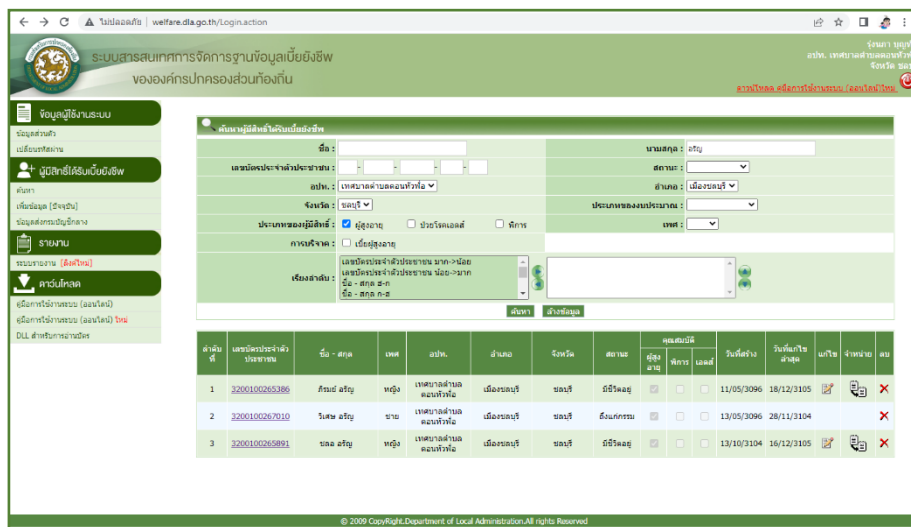 ไม่ปลอดภัย | welfare.dla.go.th/Login.action
ระบบสารสนเทศการจัดการฐานข้อมูลเบี้ยยังชีพ
ขององค์กรปกครองส่วนท้องถิ่น
รุ่งนภา
อปท. เทศบาลตำบลดอนหัวฬ่อ
จังหวัด
ดาวน์โหลด คู่มือการใช้งานระบบ (ออนไลน์)ใหม่
ข้อมูลผู้ใช้งานระบบ
ข้อมูลส่วนตัว
เปลี่ยนรหัสผ่าน
ผู้มีสิทธิ์ได้รับเบี้ยยังชีพ
ค้นหา
เพิ่มข้อมูล [ปัจจุบัน]
ข้อมูลส่งกรมบัญชีกลาง
รายงาน
ระบบรายงาน [ลิงค์ใหม่]
ดาวน์โหลด
คู่มือการใช้งานระบบ (ออนไลน์)
คู่มือการใช้งานระบบ (ออนไลน์) ใหม่
DLL สำหรับการอ่านบัตร
ค้นหาผู้มีสิทธิ์ได้รับเบี้ยยังชีพ
ชื่อ : นามสกุล : อริญ
เลขบัตรประจำตัวประชาชน : - - - - สถานะ :
อปท. : เทศบาลตำบลดอนหัวฬ่อ อำเภอ : เมืองชลบุรี
จังหวัด : ชลบุรี ประเภทของงบประมาณ :
ประเภทของผู้มีสิทธิ์ : ผู้สูงอายุ ป่วยโรคเอดส์ พิการ เพศ :
การบริจาค : เบี้ยผู้สูงอายุ
เรียงลำดับ :
เลขบัตรประจำตัวประชาชน มาก->น้อย
เลขบัตรประจำตัวประชาชน น้อย->มาก
ชื่อ - สกุล ฮ-ก
ชื่อ - สกุล ก-ฮ
ค้นหา ล้างข้อมูล
ลำดับที่ เลขบัตรประจำตัวประชาชน ชื่อ - สกุล เพศ อปท. อำเภอ จังหวัด สถานะ คุณสมบัติ ผู้สูงอายุ พิการ เอดส์ วันที่สร้าง วันที่แก้ไขล่าสุด แก้ไข จำหน่าย ลบ
1 3200100265386 ภิรมย์ อริญ หญิง เทศบาลตำบลดอนหัวฬ่อ เมืองชลบุรี ชลบุรี มีชีวิตอยู่ 11/05/3096 18/12/3105
2 3200100267010 วิเศษ อริญ ชาย เทศบาลตำบลดอนหัวฬ่อ เมืองชลบุรี ชลบุรี ถึงแก่กรรม 13/05/3096 28/11/3104
3 3200100265891 ชลอ อริญ หญิง เทศบาลตำบลดอนหัวฬ่อ เมืองชลบุรี ชลบุรี มีชีวิตอยู่ 13/10/3104 16/12/3105
© 2009 CopyRight.Department of Local Administration.All rights Reserved